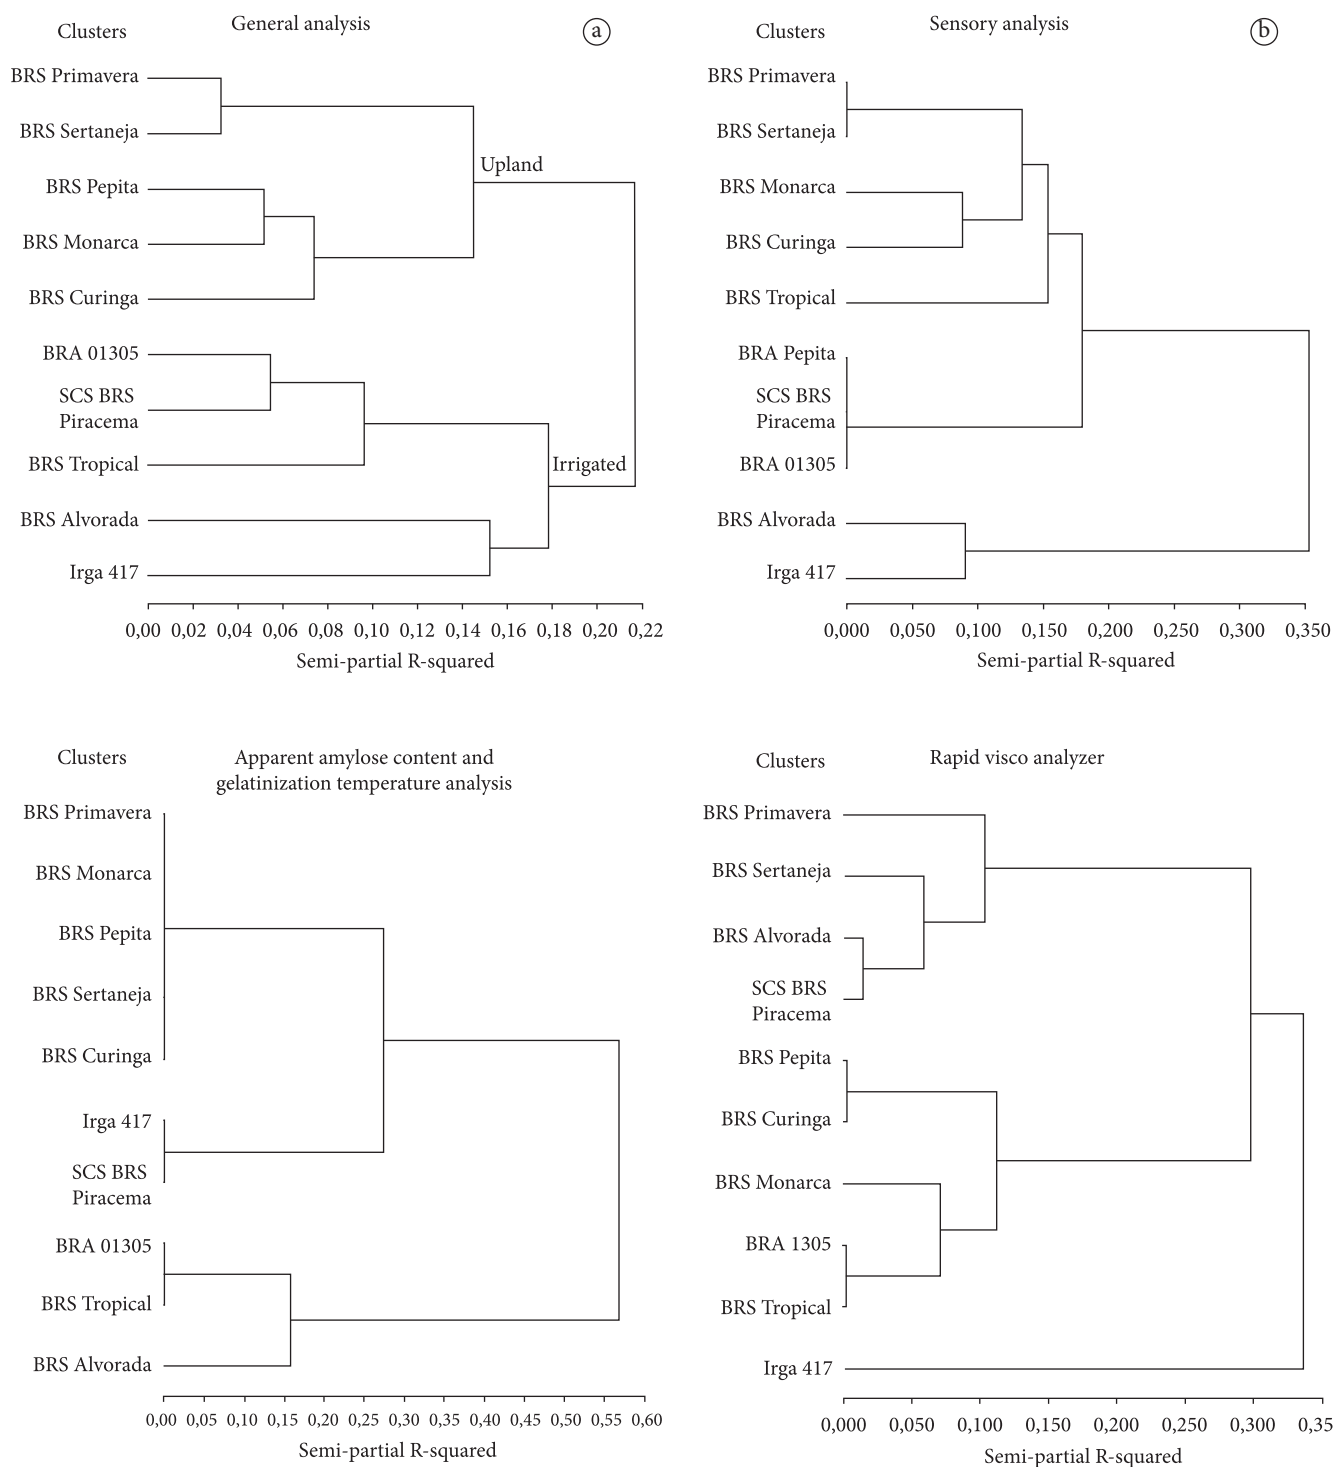 Clusters
General analysis
a
BRS Primavera
BRS Sertaneja
BRS Pepita
BRS Monarca
BRS Curinga
BRA 01305
SCS BRS
Piracema
BRS Tropical
BRS Alvorada
Irga 417
Upland
Irrigated
0,00 0,02 0,04 0,06 0,08 0,10 0,12 0,14 0,16 0,18 0,20 0,22
Semi-partial R-squared
Clusters
Sensory analysis
b
BRS Primavera
BRS Sertaneja
BRS Monarca
BRS Curinga
BRS Tropical
BRA Pepita
SCS BRS
Piracema
BRA 01305
BRS Alvorada
Irga 417
0,000 0,050 0,100 0,150 0,200 0,250 0,300 0,350
Semi-partial R-squared
Clusters
Apparent amylose content and
gelatinization temperature analysis
BRS Primavera
BRS Monarca
BRS Pepita
BRS Sertaneja
BRS Curinga
Irga 417
SCS BRS
Piracema
BRA 01305
BRS Tropical
BRS Alvorada
0,00 0,05 0,10 0,15 0,20 0,25 0,30 0,35 0,40 0,45 0,50 0,55 0,60
Semi-partial R-squared
Clusters
Rapid visco analyzer
BRS Primavera
BRS Sertaneja
BRS Alvorada
SCS BRS
Piracema
BRS Pepita
BRS Curinga
BRS Monarca
BRA 1305
BRS Tropical
Irga 417
0,000 0,050 0,100 0,150 0,200 0,250 0,300 0,35
Semi-partial R-squared